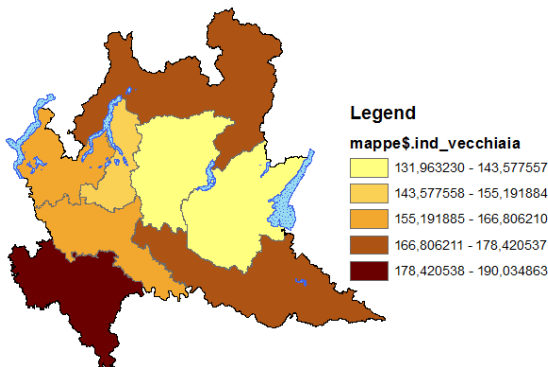 Legend
mappe$.ind_vecchiaia
131,963230 - 143,577557
143,577558 - 155,191884
155,191885 - 166,806210
166,806211 - 178,420537
178,420538 - 190,034863